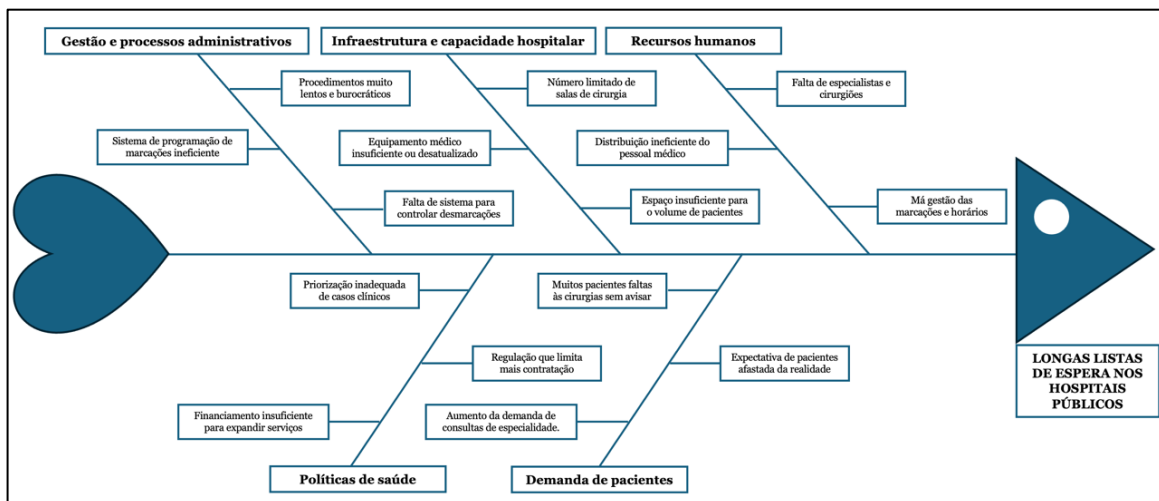 Gestão e processos administrativos
Infraestrutura e capacidade hospitalar
Recursos humanos
Procedimentos muito
lentos e burocráticos
Número limitado de
salas de cirurgia
Falta de especialistas e
cirurgiões
Sistema de programação de
marcações ineficiente
Equipamento médico
insuficiente ou desatualizado
Distribuição ineficiente do
pessoal médico
Falta de sistema para
controlar desmarcações
Espaço insuficiente para
o volume de pacientes
Má gestão das
marcações e horários
Priorização inadequada
de casos clínicos
Muitos pacientes faltas
às cirurgias sem avisar
Regulação que limita
mais contratação
Expectativa de pacientes
afastada da realidade
LONGAS LISTAS
DE ESPERA NOS
HOSPITAIS
PÚBLICOS
Financiamento insuficiente
para expandir serviços
Aumento da demanda de
consultas de especialidade.
Políticas de saúde
Demanda de pacientes